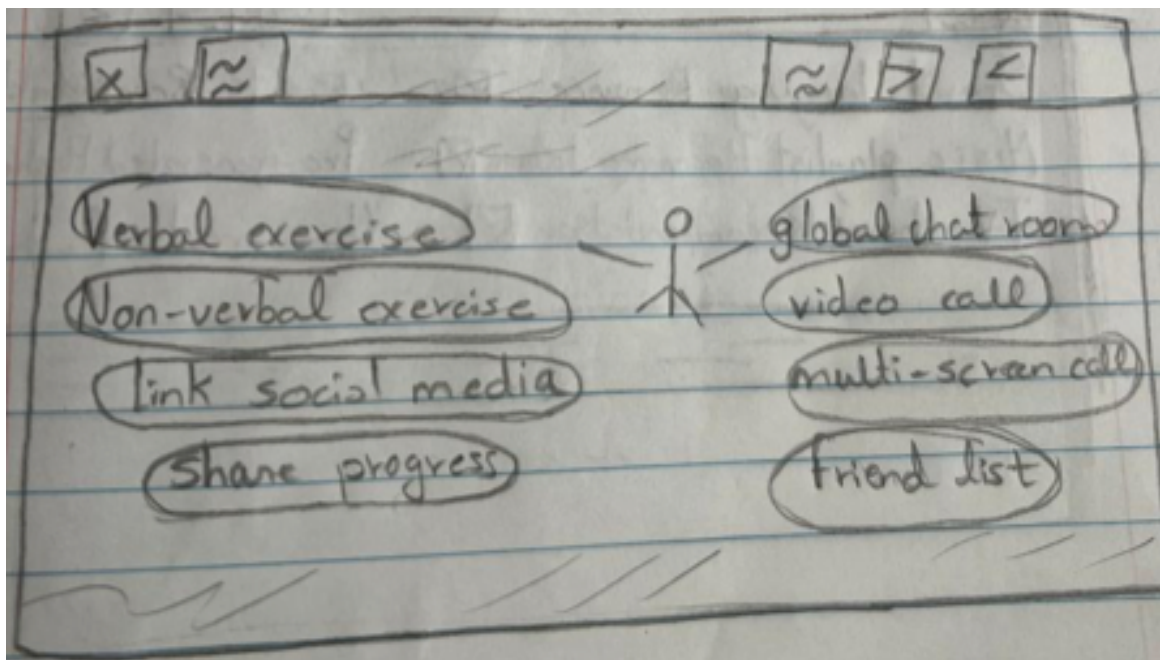 x ≈ ≈ > <
Verbal exercise
Non-verbal exercise
link social media
share progress
global chat room
video call
multi-screen call
friend list